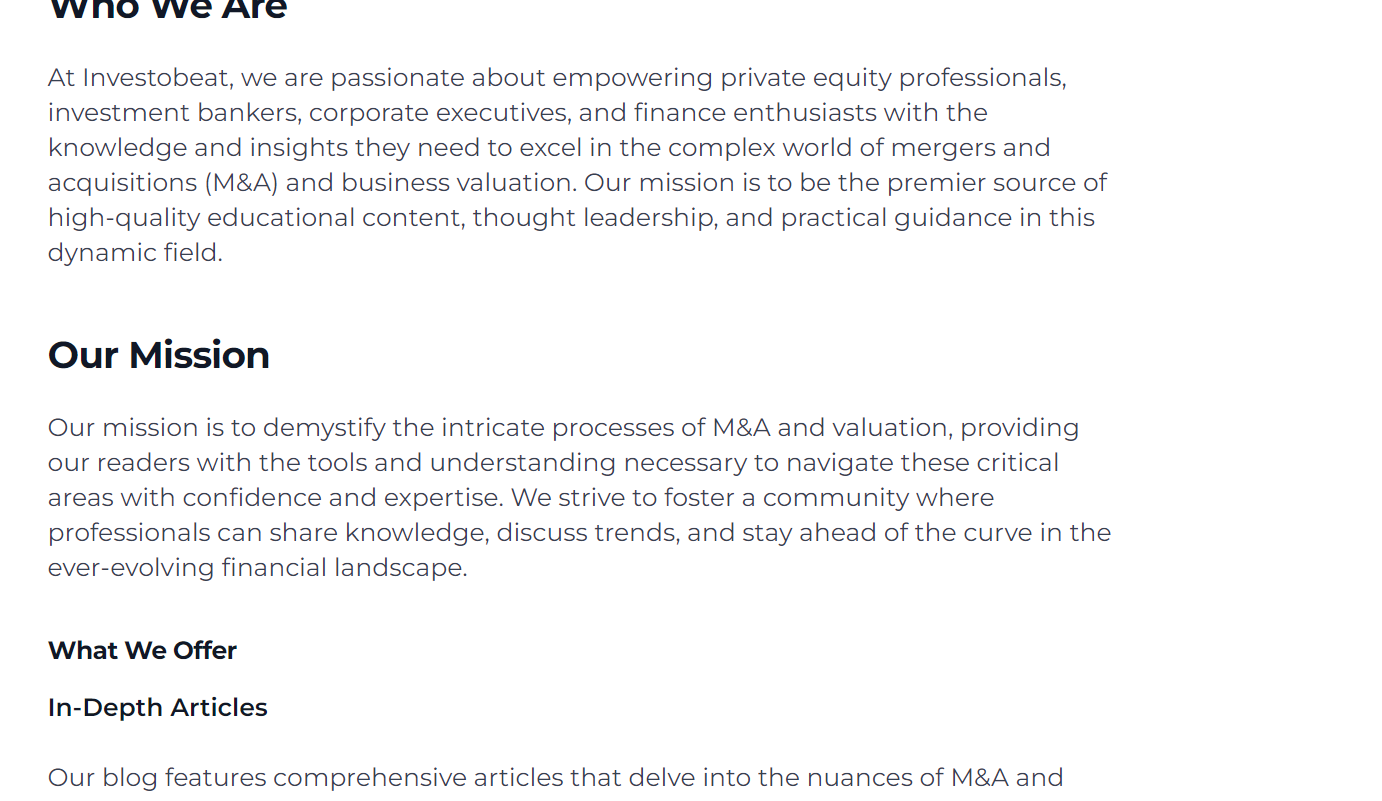 Who We Are
At Investobeat, we are passionate about empowering private equity professionals,
investment bankers, corporate executives, and finance enthusiasts with the
knowledge and insights they need to excel in the complex world of mergers and
acquisitions (M&A) and business valuation. Our mission is to be the premier source of
high-quality educational content, thought leadership, and practical guidance in this
dynamic field.
Our Mission
Our mission is to demystify the intricate processes of M&A and valuation, providing
our readers with the tools and understanding necessary to navigate these critical
areas with confidence and expertise. We strive to foster a community where
professionals can share knowledge, discuss trends, and stay ahead of the curve in the
ever-evolving financial landscape.
What We Offer
In-Depth Articles
Our blog features comprehensive articles that delve into the nuances of M&A and